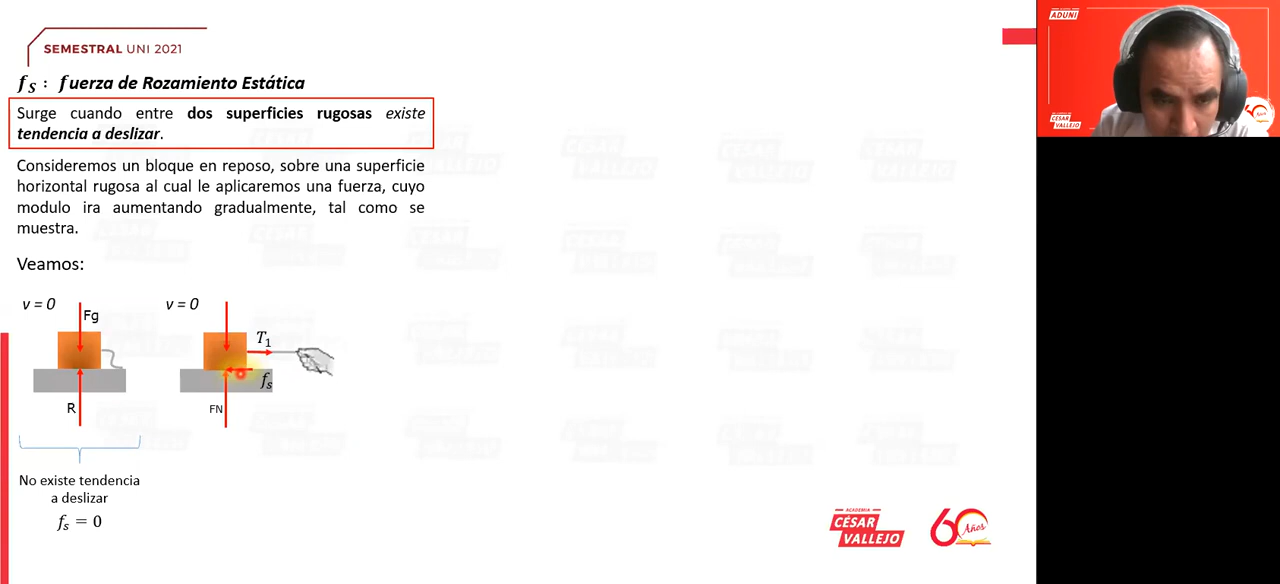 SEMESTRAL UNI 2021
f_S : fuerza de Rozamiento Estática
Surge cuando entre dos superficies rugosas existe
tendencia a deslizar.
Consideremos un bloque en reposo, sobre una superficie
horizontal rugosa al cual le aplicaremos una fuerza, cuyo
modulo ira aumentando gradualmente, tal como se
muestra.
Veamos:
v = 0
Fg
R
v = 0
T₁
fₛ
FN
No existe tendencia
a deslizar
fₛ = 0
ACADEMIA
CÉSAR
VALLEJO
60
Años
ADUNI
CÉSAR
VALLEJO
60